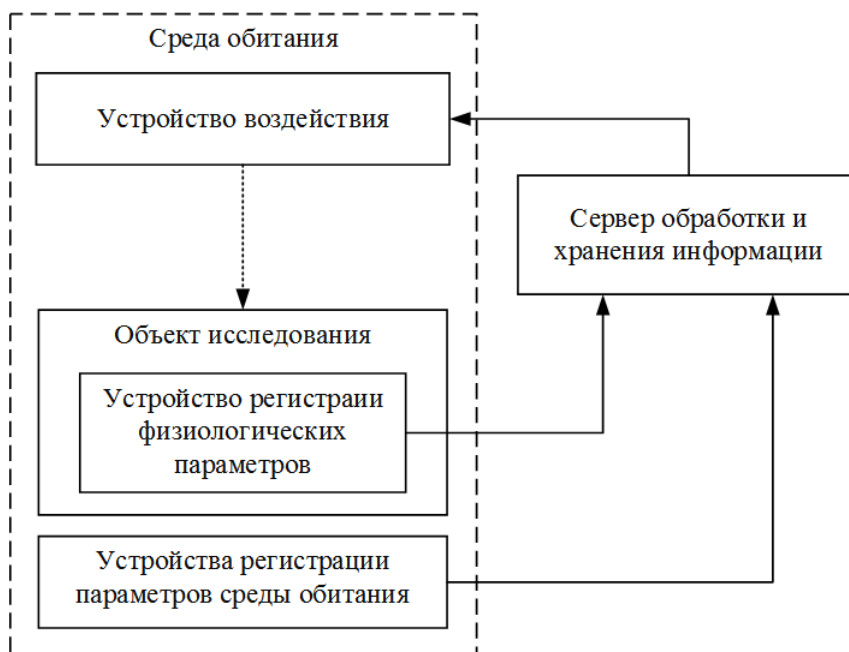 Среда обитания
Устройство воздействия
Сервер обработки и
хранения информации
Объект исследования
Устройство регистраии
физиологических
параметров
Устройства регистрации
параметров среды обитания